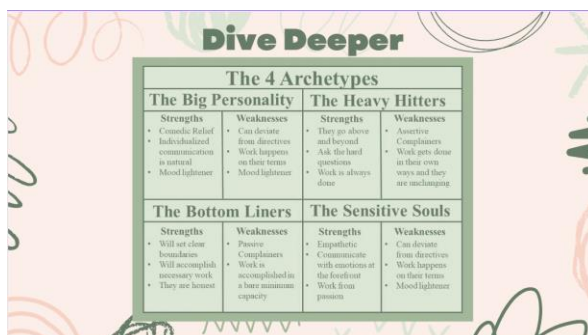 Dive Deeper
The 4 Archetypes
The Big Personality
Strengths
• Comedic Relief
• Individualized
communication
is natural
• Mood lightener
Weaknesses
• Can deviate
from directives
• Work happens
on their terms
• Mood lightener
The Heavy Hitters
Strengths
• They go above
and beyond
• Ask the hard
questions
• Work is always
done
Weaknesses
• Assertive
Complainers
• Work gets done
in their own
ways and they
are unchanging
The Bottom Liners
Strengths
• Will set clear
boundaries
• Will accomplish
necessary work
• They are honest
Weaknesses
• Passive
Complainers
• Work is
accomplished in
a bare minimum
capacity
The Sensitive Souls
Strengths
• Empathetic
• Communicate
with emotions at
the forefront
• Work from
passion
Weaknesses
• Can deviate
from directives
• Work happens
on their terms
• Mood lightener